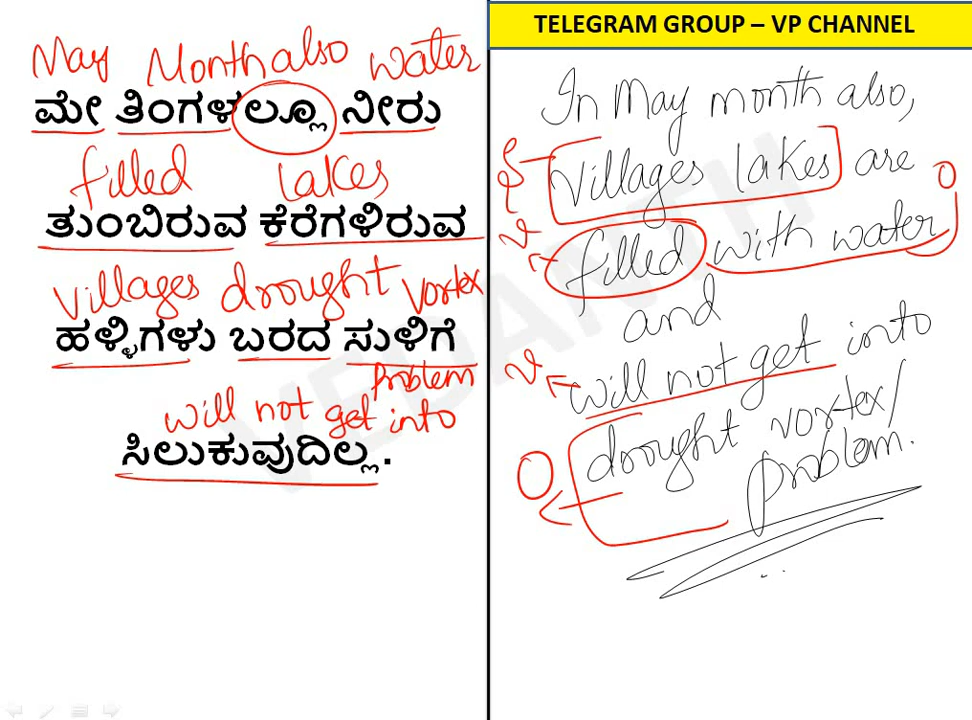 TELEGRAM GROUP – VP CHANNEL
May Month also water
ಮೇ ತಿಂಗಳಲ್ಲೂ ನೀರು
filled lakes
ತುಂಬಿರುವ ಕೆರೆಗಳಿರುವ
villages drought vortex
ಹಳ್ಳಿಗಳು ಬರದ ಸುಳಿಗೆ
problem
will not get into
ಸಿಲುಕುವುದಿಲ್ಲ.
In May month also,
S villages lakes are O
V filled with water
and
V will not get into
drought vortex/
O problem.
VEDANTH